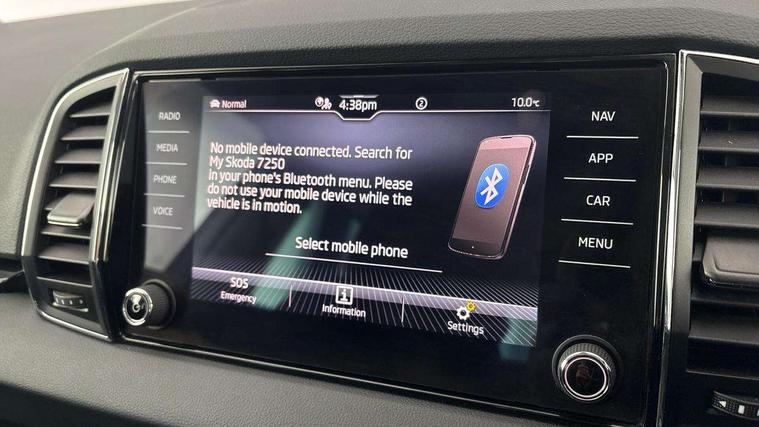 RADIO
MEDIA
PHONE
VOICE
Normal
4:38pm
2
10.0°C
No mobile device connected. Search for
My Skoda 7250
in your phone's Bluetooth menu. Please
do not use your mobile device while the
vehicle is in motion.
Select mobile phone
SOS
Emergency
Information
Settings
NAV
APP
CAR
MENU